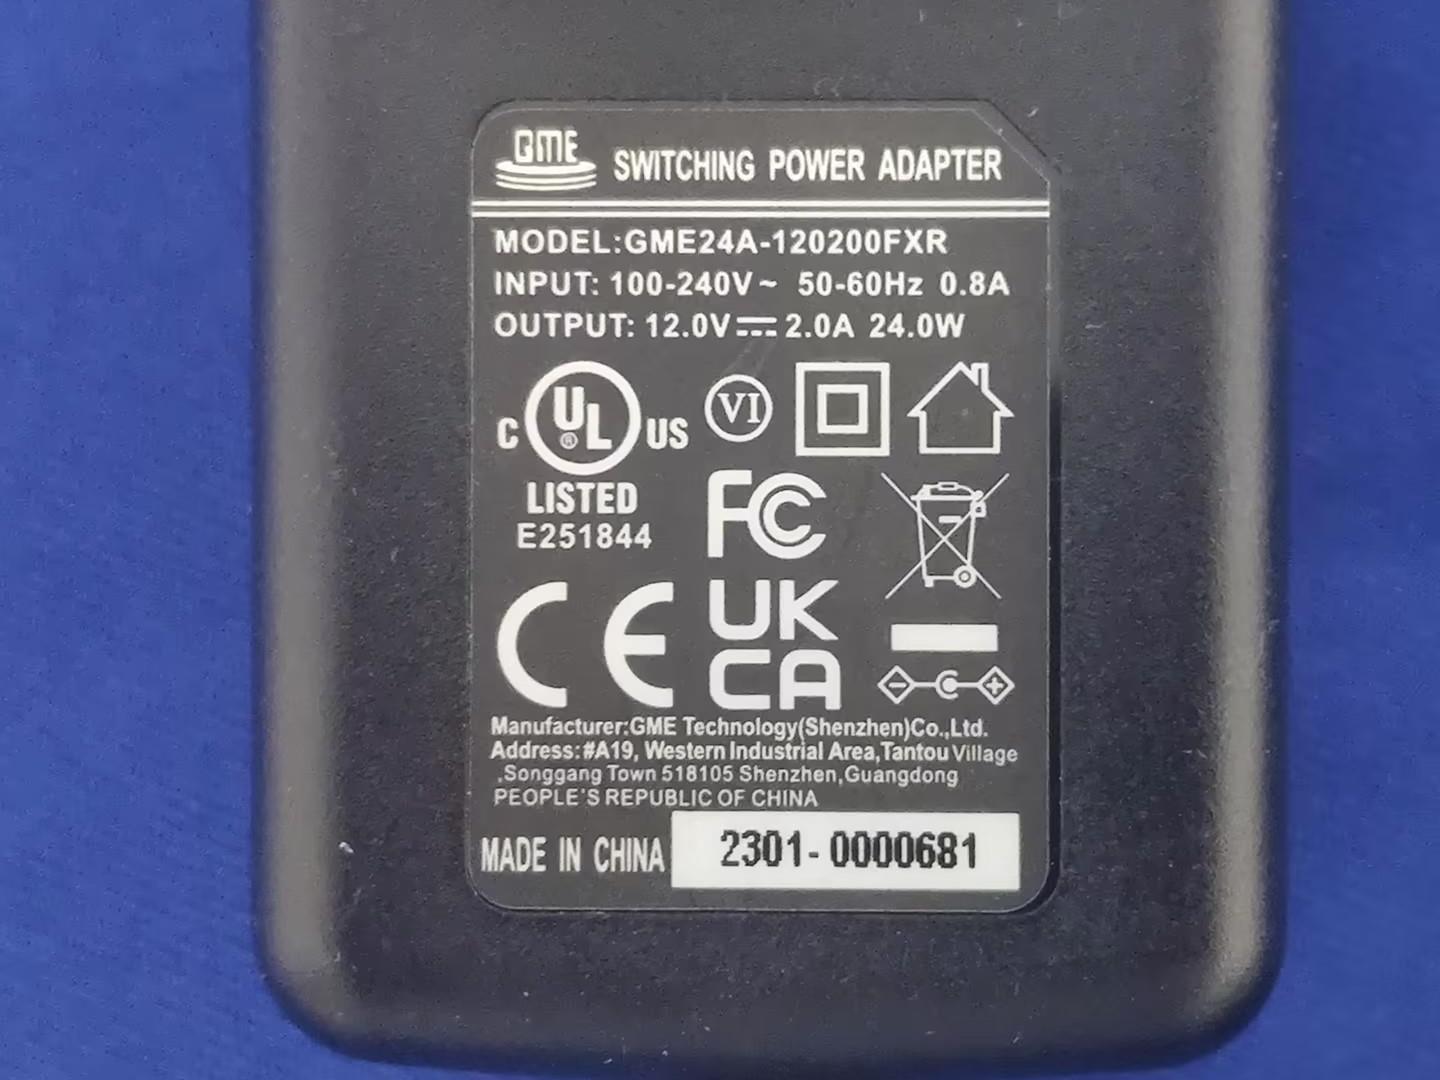 GME SWITCHING POWER ADAPTER
MODEL:GME24A-120200FXR
INPUT: 100-240V~ 50-60Hz 0.8A
OUTPUT: 12.0V⎓2.0A 24.0W
C UL® US VI
LISTED
E251844
FC
CE
UK
CA
Manufacturer:GME Technology(Shenzhen)Co.,Ltd.
Address:#A19, Western Industrial Area,Tantou Village
,Songgang Town 518105 Shenzhen,Guangdong
PEOPLE'S REPUBLIC OF CHINA
MADE IN CHINA 2301-0000681